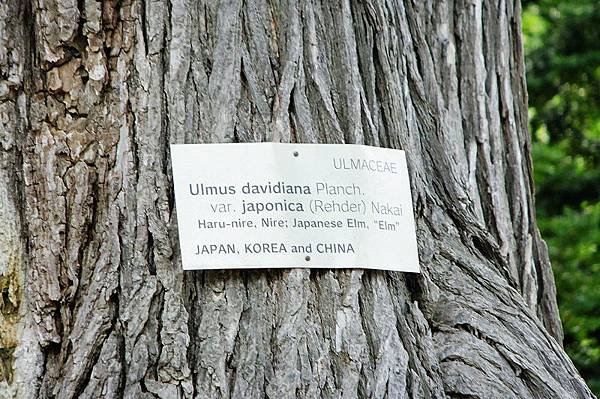 ULMACEAE
Ulmus davidiana Planch.
var. japonica (Rehder) Nakai
Haru-nire, Nire; Japanese Elm, "Elm"
JAPAN, KOREA and CHINA